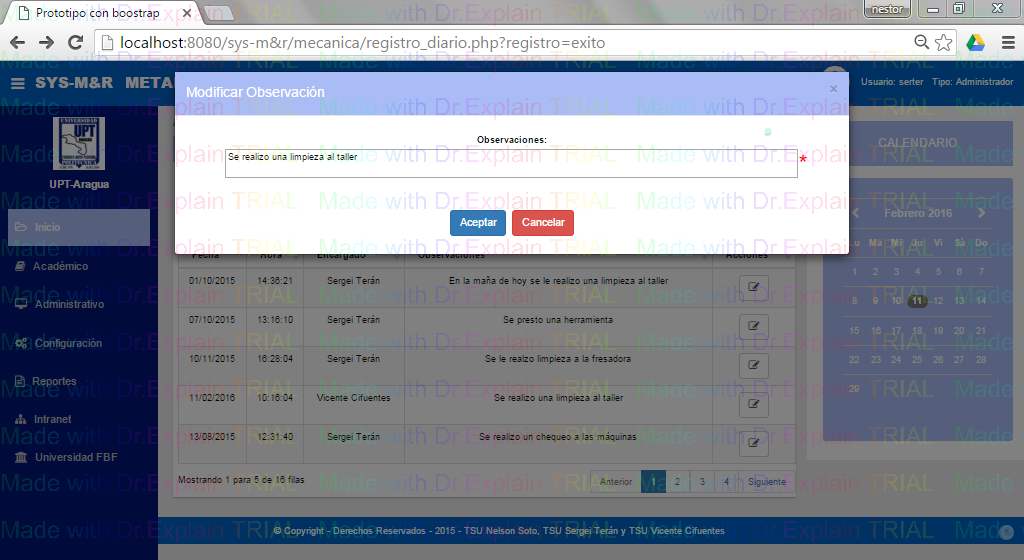 Prototipo con boostrap
nestor
localhost:8080/sys-m&r/mecanica/registro_diario.php?registro=exito
SYS-M&R META
Usuario: serter Tipo: Administrador
Modificar Observación
×
Observaciones:
Se realizo una limpieza al taller
*
Aceptar Cancelar
UPT
UPT-Aragua
Inicio
Académico
Administrativo
Configuración
Reportes
Intranet
Universidad FBF
Fecha Hora Encargado Observaciones Acciones
01/10/2015 14:36:21 Sergei Terán En la maña de hoy se le realizo una limpieza al taller
07/10/2015 13:16:10 Sergei Terán Se presto una herramienta
10/11/2015 16:28:04 Sergei Terán Se le realzo limpieza a la fresadora
11/02/2016 10:16:04 Vicente Cifuentes Se realizo una limpieza al taller
13/08/2015 12:31:40 Sergei Terán Se realizo un chequeo a las máquinas
Mostrando 1 para 5 de 16 filas
Anterior 1 2 3 4 Siguiente
CALENDARIO
Febrero 2016
Lu Ma Mi Ju Vi Sá Do
1 2 3 4 5 6 7
8 9 10 11 12 13 14
15 16 17 18 19 20 21
22 23 24 25 26 27 28
29
© Copyright - Derechos Reservados - 2015 - TSU Nelson Soto, TSU Sergei Terán y TSU Vicente Cifuentes
Made with Dr.Explain TRIAL